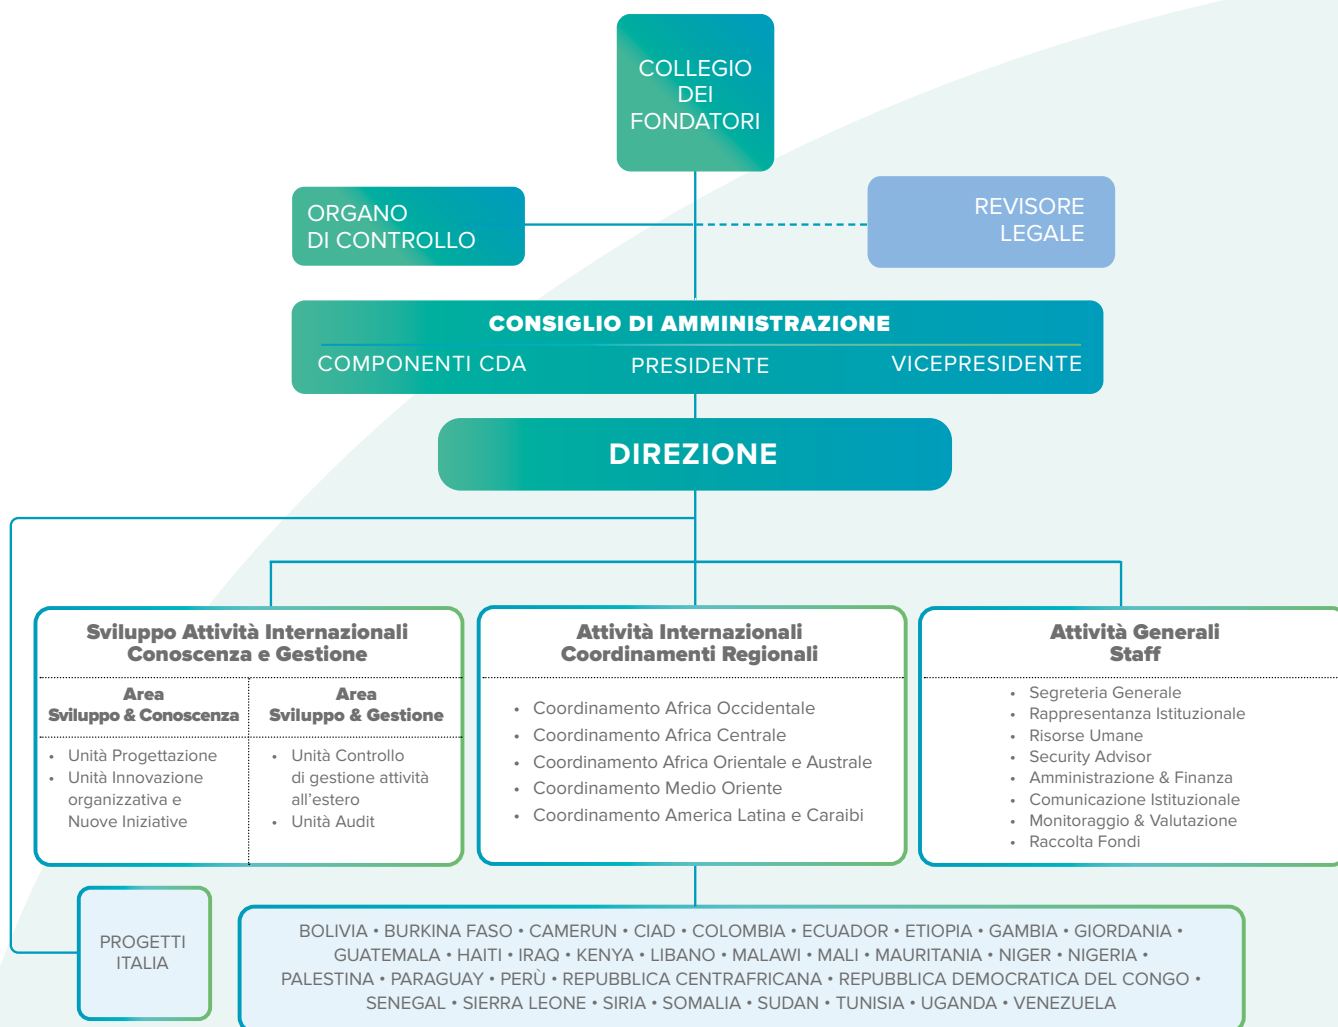 COLLEGIO
DEI
FONDATORI
ORGANO
DI CONTROLLO
REVISORE
LEGALE
CONSIGLIO DI AMMINISTRAZIONE
COMPONENTI CDA
PRESIDENTE
VICEPRESIDENTE
DIREZIONE
Sviluppo Attività Internazionali
Conoscenza e Gestione
Area
Sviluppo & Conoscenza
• Unità Progettazione
• Unità Innovazione
organizzativa e
Nuove Iniziative
Area
Sviluppo & Gestione
• Unità Controllo
di gestione attività
all'estero
• Unità Audit
Attività Internazionali
Coordinamenti Regionali
• Coordinamento Africa Occidentale
• Coordinamento Africa Centrale
• Coordinamento Africa Orientale e Australe
• Coordinamento Medio Oriente
• Coordinamento America Latina e Caraibi
Attività Generali
Staff
• Segreteria Generale
• Rappresentanza Istituzionale
• Risorse Umane
• Security Advisor
• Amministrazione & Finanza
• Comunicazione Istituzionale
• Monitoraggio & Valutazione
• Raccolta Fondi
PROGETTI
ITALIA
BOLIVIA • BURKINA FASO • CAMERUN • CIAD • COLOMBIA • ECUADOR • ETIOPIA • GAMBIA • GIORDANIA •
GUATEMALA • HAITI • IRAQ • KENYA • LIBANO • MALAWI • MALI • MAURITANIA • NIGER • NIGERIA •
PALESTINA • PARAGUAY • PERÙ • REPUBBLICA CENTRAFRICANA • REPUBBLICA DEMOCRATICA DEL CONGO •
SENEGAL • SIERRA LEONE • SIRIA • SOMALIA • SUDAN • TUNISIA • UGANDA • VENEZUELA